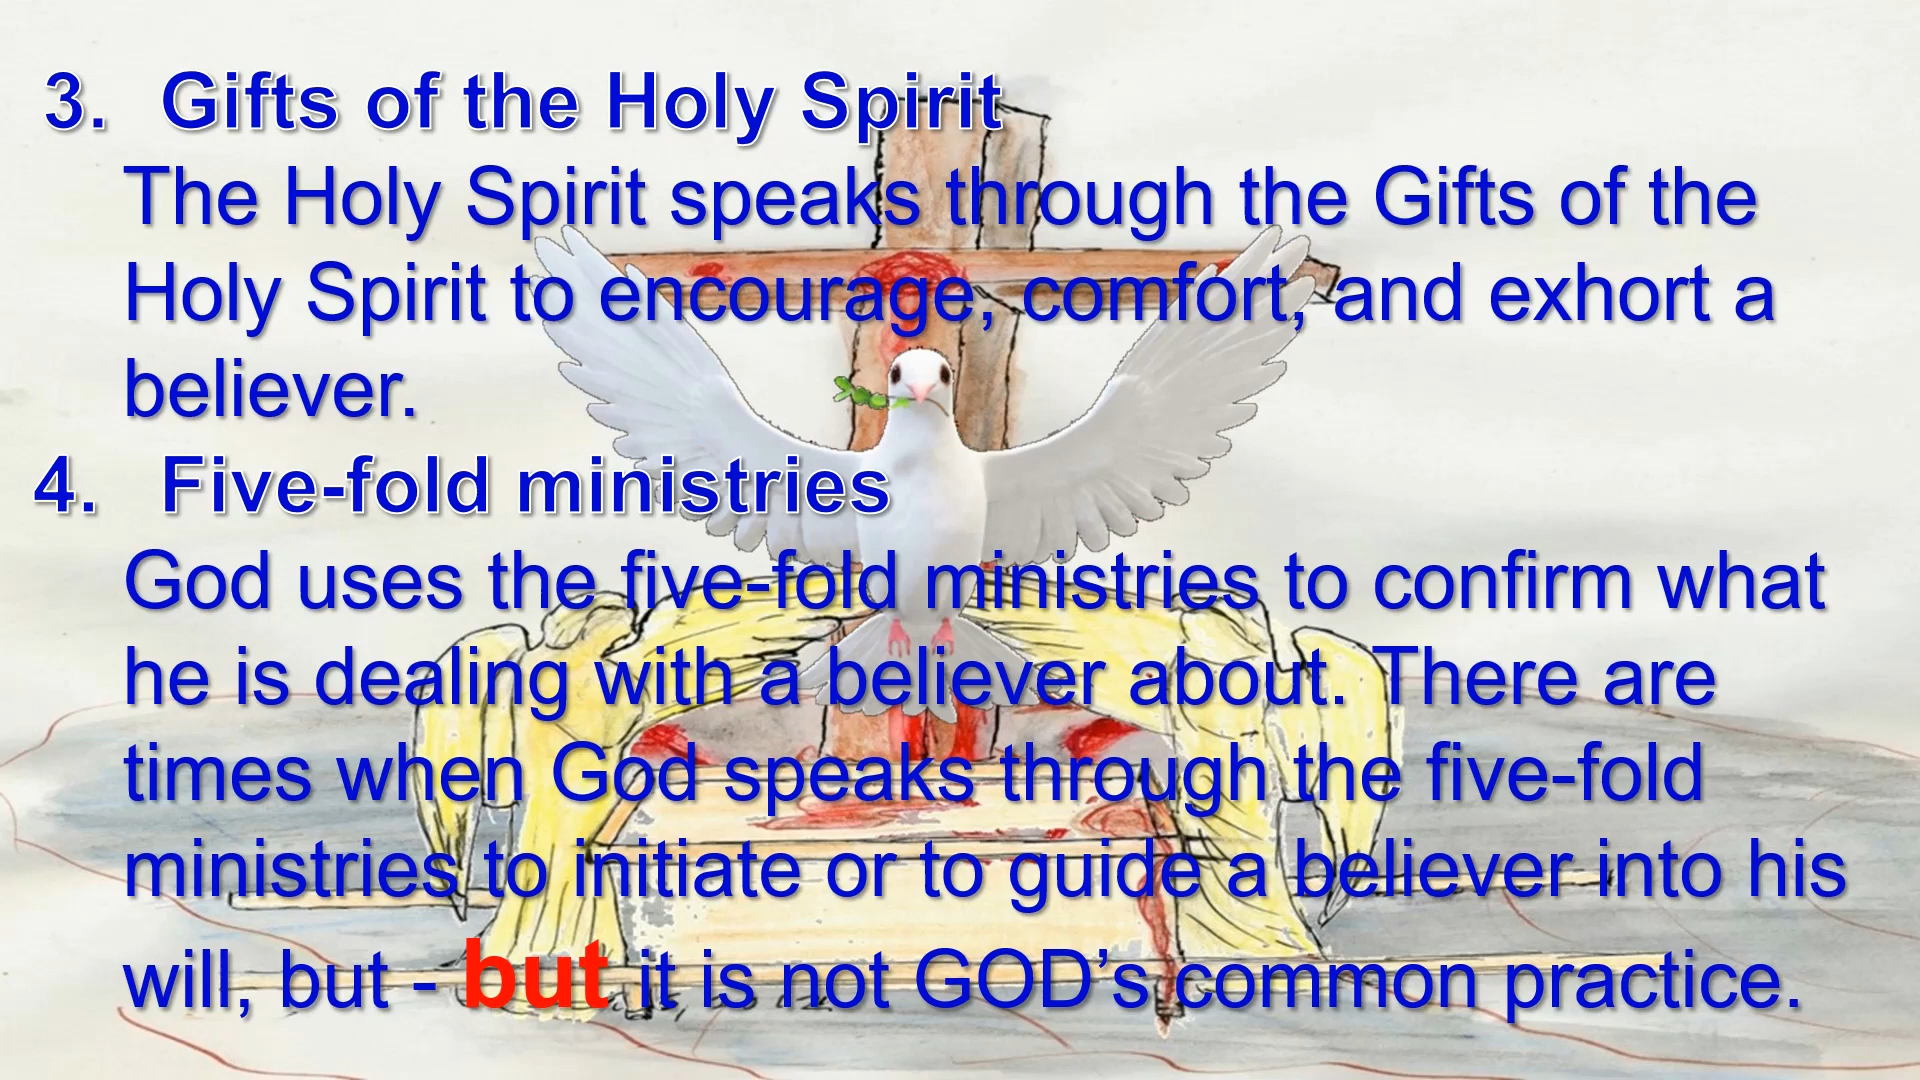 3. Gifts of the Holy Spirit
The Holy Spirit speaks through the Gifts of the
Holy Spirit to encourage, comfort, and exhort a
believer.
4. Five-fold ministries
God uses the five-fold ministries to confirm what
he is dealing with a believer about. There are
times when God speaks through the five-fold
ministries to initiate or to guide a believer into his
will, but - but it is not GOD’s common practice.